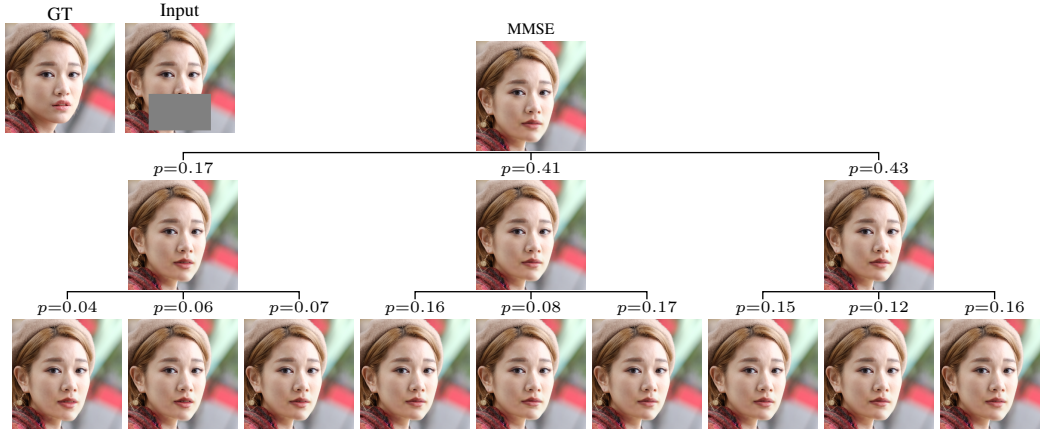 GT
Input
MMSE
p=0.17
p=0.41
p=0.43
p=0.04
p=0.06
p=0.07
p=0.16
p=0.08
p=0.17
p=0.15
p=0.12
p=0.16